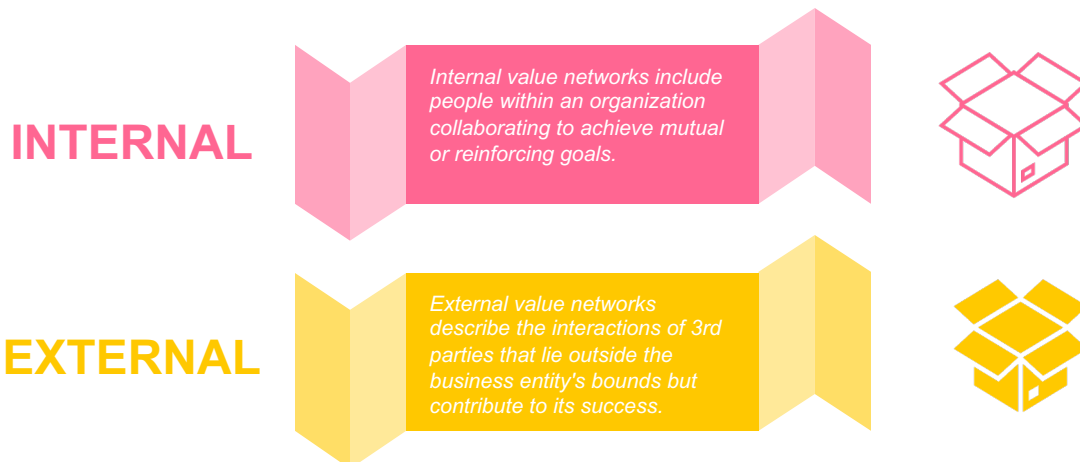 INTERNAL
Internal value networks include
people within an organization
collaborating to achieve mutual
or reinforcing goals.
EXTERNAL
External value networks
describe the interactions of 3rd
parties that lie outside the
business entity's bounds but
contribute to its success.